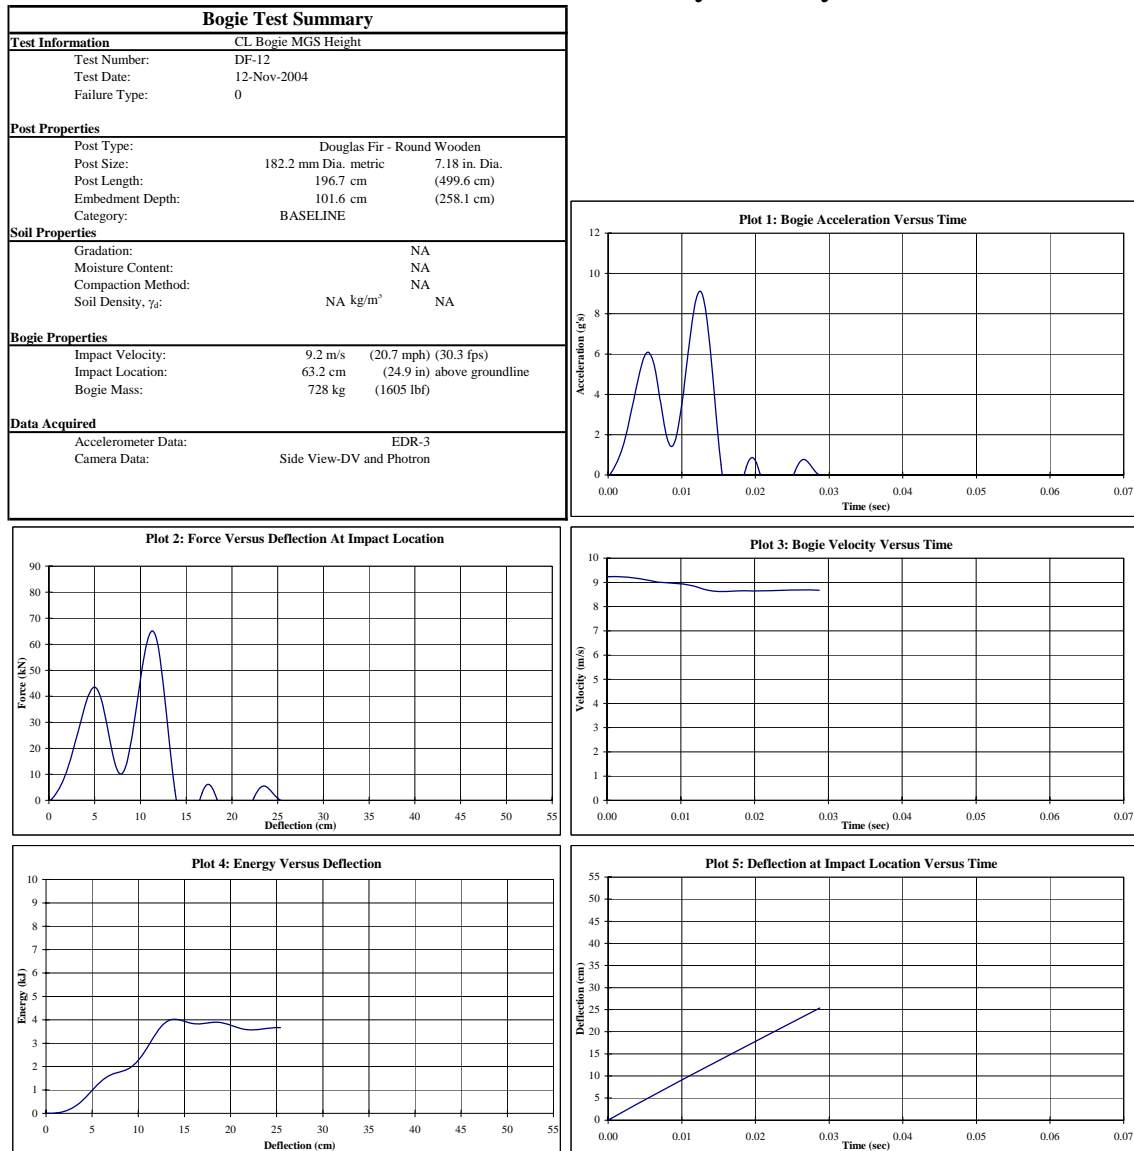 Bogie Test Summary
Test Information CL Bogie MGS Height
Test Number: DF-12
Test Date: 12-Nov-2004
Failure Type: 0
Post Properties
Post Type: Douglas Fir - Round Wooden
Post Size: 182.2 mm Dia. metric 7.18 in. Dia.
Post Length: 196.7 cm (499.6 cm)
Embedment Depth: 101.6 cm (258.1 cm)
Category: BASELINE
Soil Properties
Gradation: NA
Moisture Content: NA
Compaction Method: NA
Soil Density, γd: NA kg/m³ NA
Bogie Properties
Impact Velocity: 9.2 m/s (20.7 mph) (30.3 fps)
Impact Location: 63.2 cm (24.9 in) above groundline
Bogie Mass: 728 kg (1605 lbf)
Data Acquired
Accelerometer Data: EDR-3
Camera Data: Side View-DV and Photron
Plot 1: Bogie Acceleration Versus Time
12
10
8
6
4
2
0
Acceleration (g's)
0.00 0.01 0.02 0.03 0.04 0.05 0.06 0.07
Time (sec)
Plot 2: Force Versus Deflection At Impact Location
90
80
70
60
50
40
30
20
10
0
Force (kN)
0 5 10 15 20 25 30 35 40 45 50 55
Deflection (cm)
Plot 3: Bogie Velocity Versus Time
10
9
8
7
6
5
4
3
2
1
0
Velocity (m/s)
0.00 0.01 0.02 0.03 0.04 0.05 0.06 0.07
Time (sec)
Plot 4: Energy Versus Deflection
10
9
8
7
6
5
4
3
2
1
0
Energy (kJ)
0 5 10 15 20 25 30 35 40 45 50 55
Deflection (cm)
Plot 5: Deflection at Impact Location Versus Time
55
50
45
40
35
30
25
20
15
10
5
0
Deflection (cm)
0.00 0.01 0.02 0.03 0.04 0.05 0.06 0.07
Time (sec)